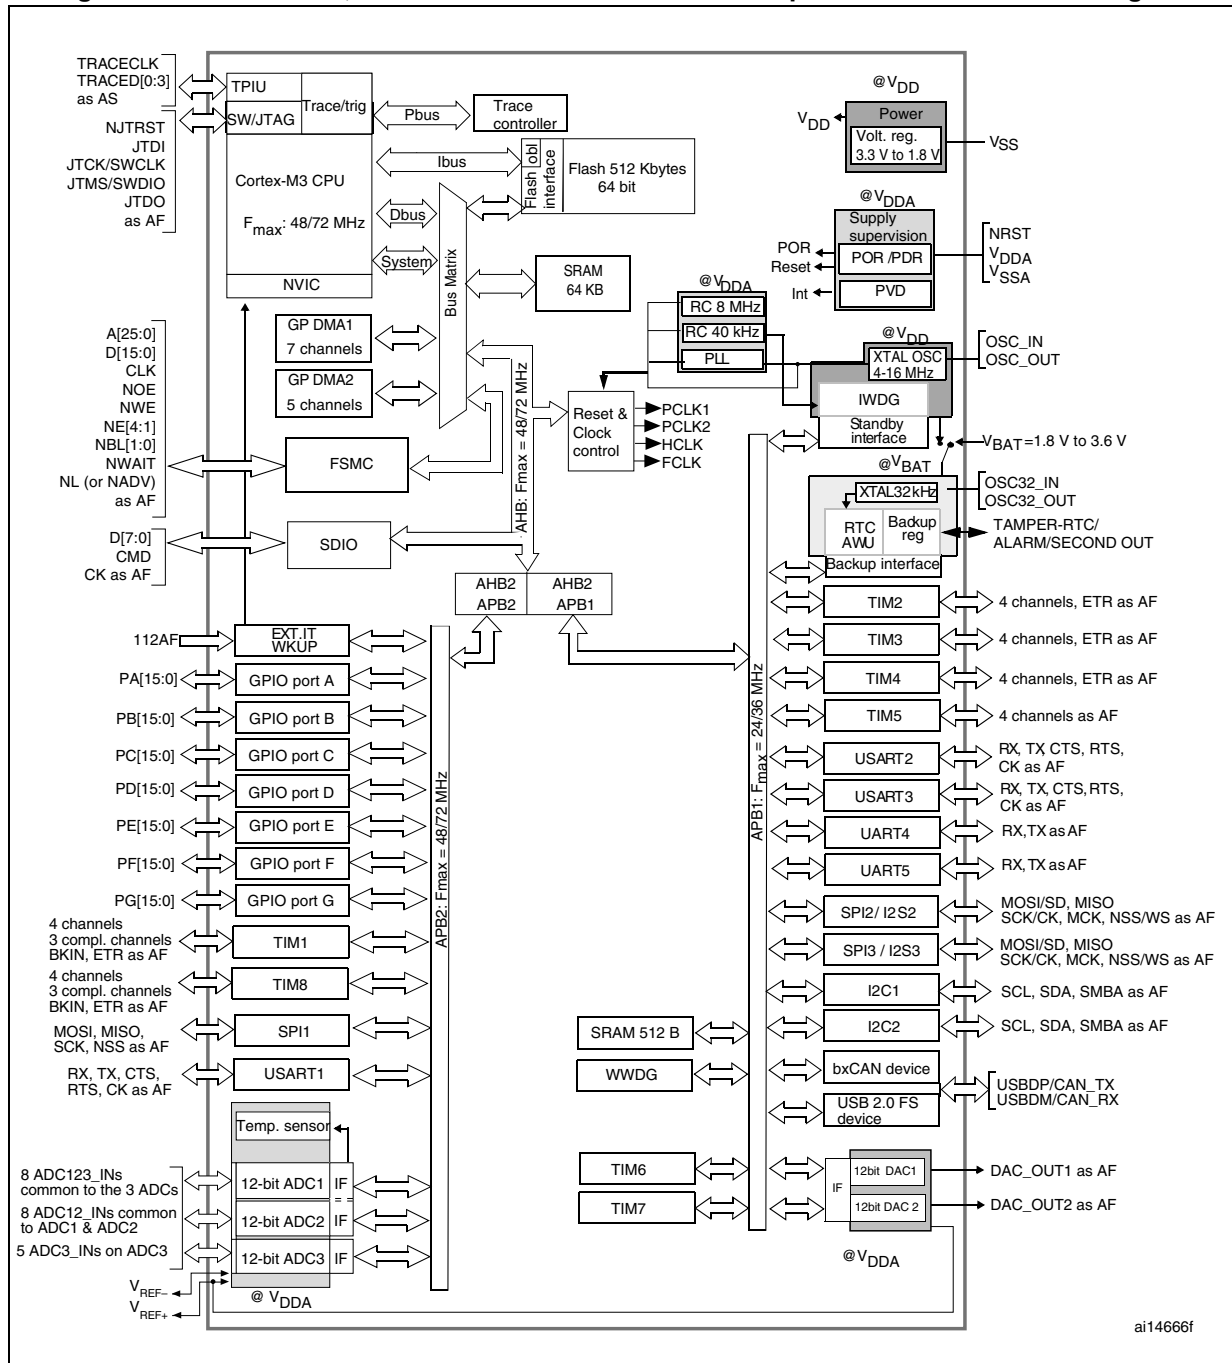 TRACECLK
TRACED[0:3]
as AS
NJTRST
JTDI
JTCK/SWCLK
JTMS/SWDIO
JTDO
as AF
TPIU
SW/JTAG
Trace/trig
Cortex-M3 CPU
Fmax: 48/72 MHz
NVIC
Pbus
Trace
controller
Ibus
Flash obl
interface
Flash 512 Kbytes
64 bit
Dbus
System
Bus Matrix
SRAM
64 KB
GP DMA1
7 channels
GP DMA2
5 channels
@VDD
VDD
Power
Volt. reg.
3.3 V to 1.8 V
VSS
@VDDA
Supply
supervision
POR /PDR
PVD
POR
Reset
Int
NRST
VDDA
VSSA
@VDDA
RC 8 MHz
RC 40 kHz
PLL
@VDD
XTAL OSC
4-16 MHz
IWDG
Standby
interface
OSC_IN
OSC_OUT
VBAT=1.8 V to 3.6 V
Reset &
Clock
control
PCLK1
PCLK2
HCLK
FCLK
@VBAT
XTAL32kHz
RTC
AWU
Backup
reg
Backup interface
OSC32_IN
OSC32_OUT
TAMPER-RTC/
ALARM/SECOND OUT
A[25:0]
D[15:0]
CLK
NOE
NWE
NE[4:1]
NBL[1:0]
NWAIT
NL (or NADV)
as AF
FSMC
D[7:0]
CMD
CK as AF
SDIO
AHB: Fmax = 48/72 MHz
AHB2
APB2
AHB2
APB1
112AF
EXT.IT
WKUP
PA[15:0]
GPIO port A
PB[15:0]
GPIO port B
PC[15:0]
GPIO port C
PD[15:0]
GPIO port D
PE[15:0]
GPIO port E
PF[15:0]
GPIO port F
PG[15:0]
GPIO port G
4 channels
3 compl. channels
BKIN, ETR as AF
TIM1
4 channels
3 compl. channels
BKIN, ETR as AF
TIM8
MOSI, MISO,
SCK, NSS as AF
SPI1
RX, TX, CTS,
RTS, CK as AF
USART1
APB2: Fmax = 48/72 MHz
Temp. sensor
8 ADC123_INs
common to the 3 ADCs
12-bit ADC1 IF
8 ADC12_INs common
to ADC1 & ADC2
12-bit ADC2 IF
5 ADC3_INs on ADC3
12-bit ADC3 IF
VREF–
VREF+
@ VDDA
APB1: Fmax = 24/36 MHz
TIM2
4 channels, ETR as AF
TIM3
4 channels, ETR as AF
TIM4
4 channels, ETR as AF
TIM5
4 channels as AF
USART2
RX, TX, CTS, RTS,
CK as AF
USART3
RX, TX, CTS, RTS,
CK as AF
UART4
RX,TX as AF
UART5
RX,TX as AF
SPI2/ I2S2
MOSI/SD, MISO
SCK/CK, MCK, NSS/WS as AF
SPI3 / I2S3
MOSI/SD, MISO
SCK/CK, MCK, NSS/WS as AF
I2C1
SCL, SDA, SMBA as AF
I2C2
SCL, SDA, SMBA as AF
bxCAN device
USB 2.0 FS
device
USBDP/CAN_TX
USBDM/CAN_RX
SRAM 512 B
WWDG
TIM6
TIM7
IF
12bit DAC1
12bit DAC 2
DAC_OUT1 as AF
DAC_OUT2 as AF
@VDDA
ai14666f